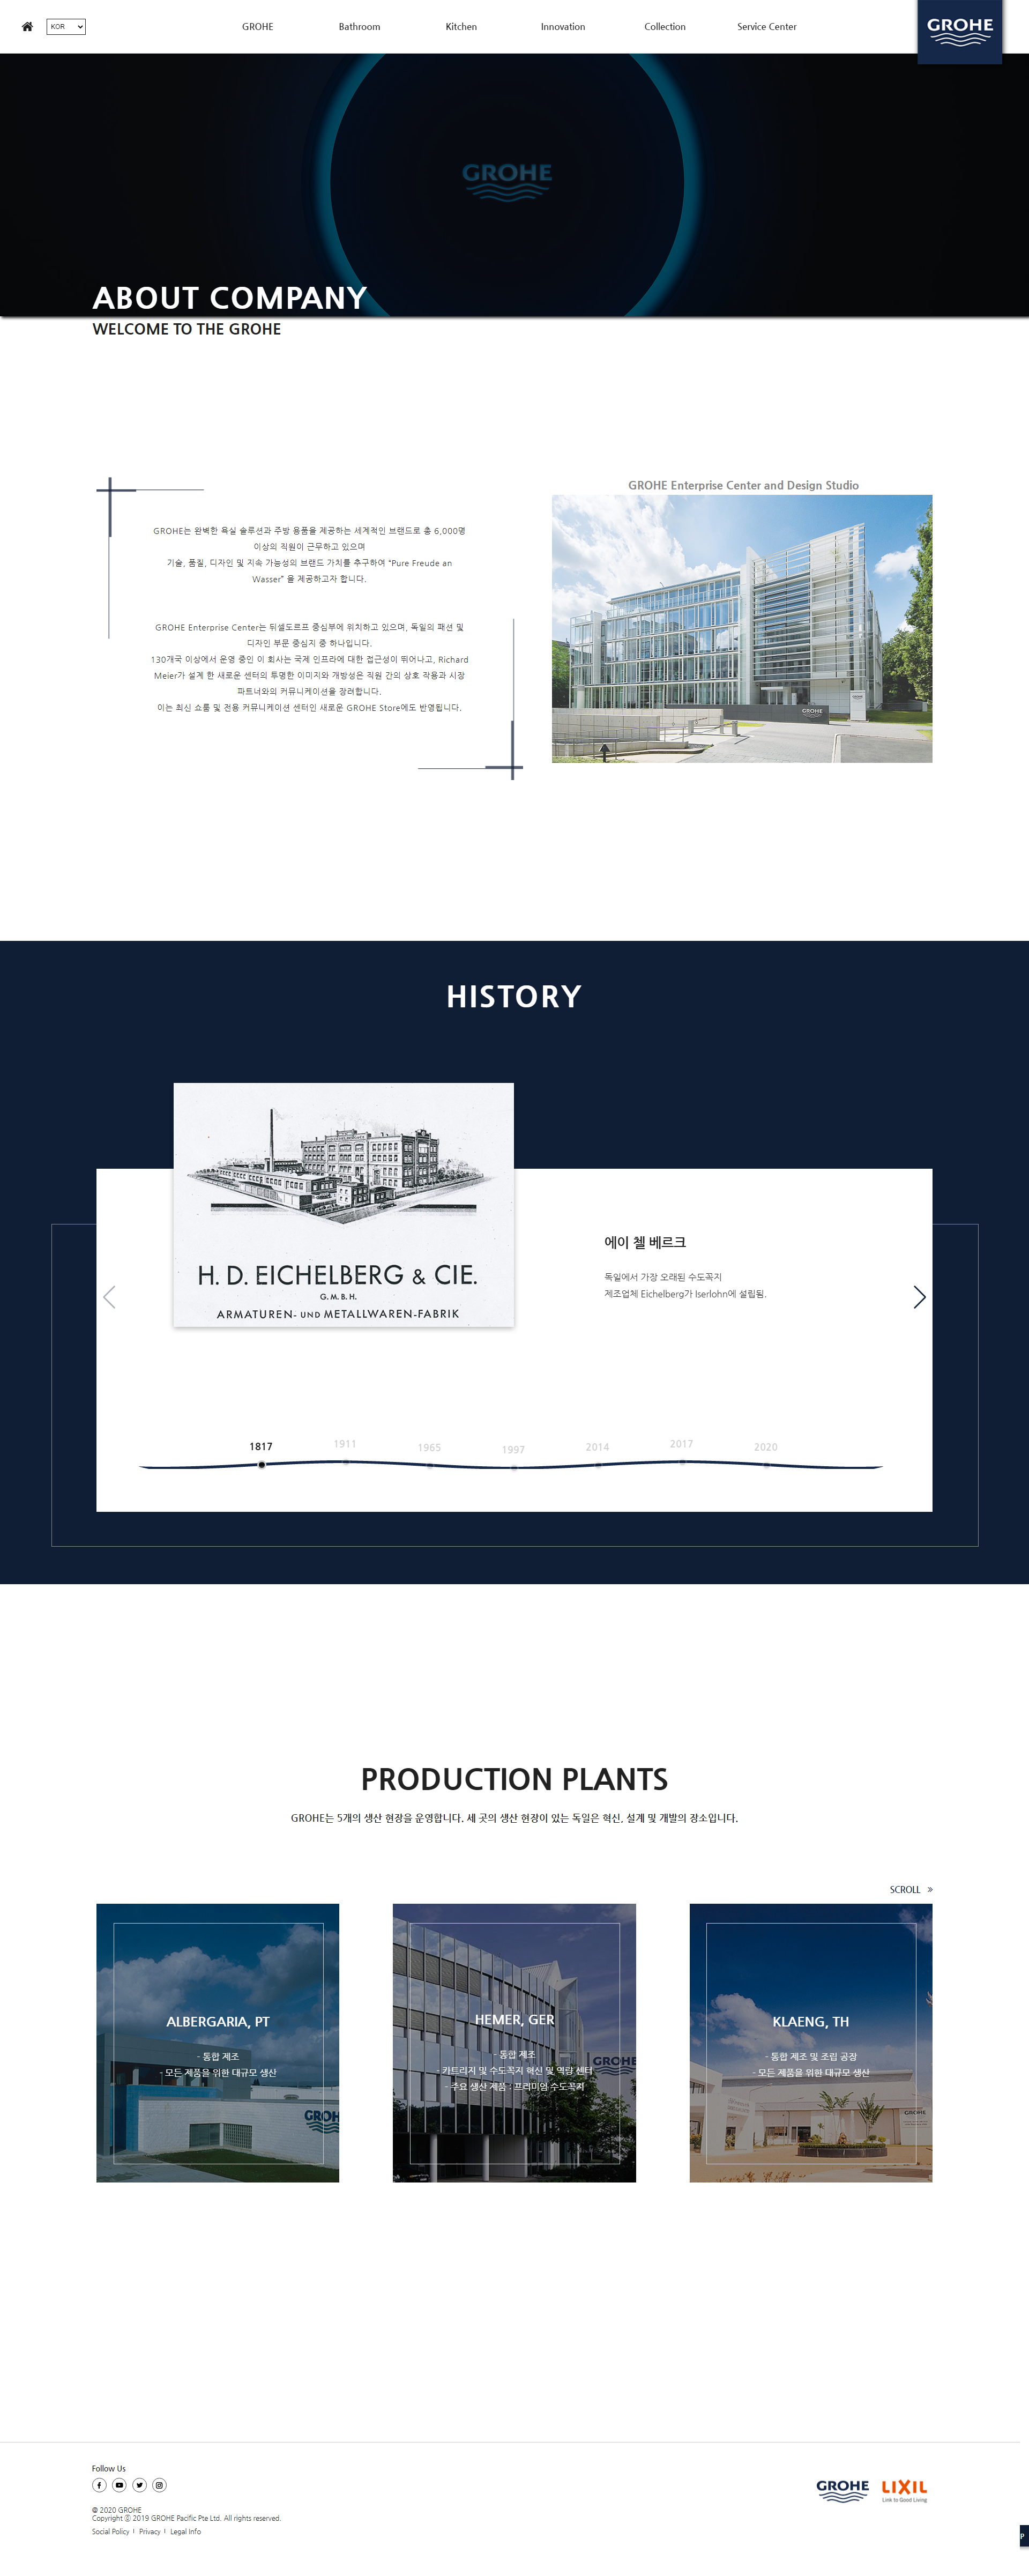 KOR
GROHE
Bathroom
Kitchen
Innovation
Collection
Service Center
GROHE
GROHE
ABOUT COMPANY
WELCOME TO THE GROHE
GROHE는 완벽한 욕실 솔루션과 주방 용품을 제공하는 세계적인 브랜드로 총 6,000명
이상의 직원이 근무하고 있으며
기술, 품질, 디자인 및 지속 가능성의 브랜드 가치를 추구하여 "Pure Freude an
Wasser" 을 제공하고자 합니다.
GROHE Enterprise Center는 뒤셀도르프 중심부에 위치하고 있으며, 독일의 패션 및
디자인 부문 중심지 중 하나입니다.
130개국 이상에서 운영 중인 이 회사는 국제 인프라에 대한 접근성이 뛰어나고, Richard
Meier가 설계 한 새로운 센터의 투명한 이미지와 개방성은 직원 간의 상호 작용과 시장
파트너와의 커뮤니케이션을 장려합니다.
이는 최신 쇼룸 및 전용 커뮤니케이션 센터인 새로운 GROHE Store에도 반영됩니다.
GROHE Enterprise Center and Design Studio
GROHE
HISTORY
H. D. EICHELBERG & CIE.
G.M.B.H.
ARMATUREN- UND METALLWAREN-FABRIK
에이 첼 베르크
독일에서 가장 오래된 수도꼭지
제조업체 Eichelberg가 Iserlohn에 설립됨.
1817
1911
1965
1997
2014
2017
2020
PRODUCTION PLANTS
GROHE는 5개의 생산 현장을 운영합니다. 세 곳의 생산 현장이 있는 독일은 혁신, 설계 및 개발의 장소입니다.
SCROLL »
ALBERGARIA, PT
- 통합 제조
- 모든 제품을 위한 대규모 생산
GROHE
HEMER, GER
- 통합 제조
- 카트리지 및 수도꼭지 혁신 및 역량 센터
- 주요 생산 제품 : 프리미엄 수도꼭지
GROHE
KLAENG, TH
- 통합 제조 및 조립 공장
- 모든 제품을 위한 대규모 생산
GROHE
Follow Us
@ 2020 GROHE
Copyright ⓒ 2019 GROHE Pacific Pte Ltd. All rights reserved.
Social Policy I Privacy I Legal Info
GROHE
LIXIL
Link to Good Living
P